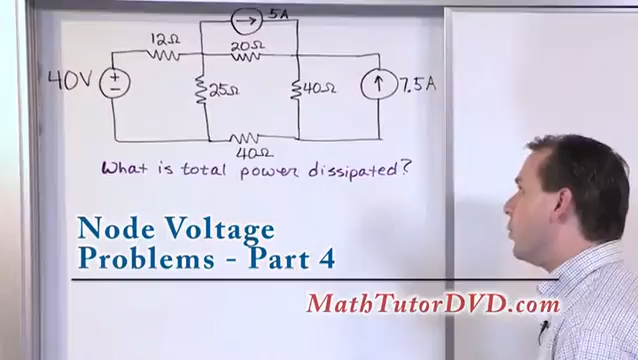 5A
12Ω
20Ω
40V
+
−
25Ω
40Ω
7.5A
40Ω
What is total power dissipated?
Node Voltage
Problems - Part 4
MathTutorDVD.com